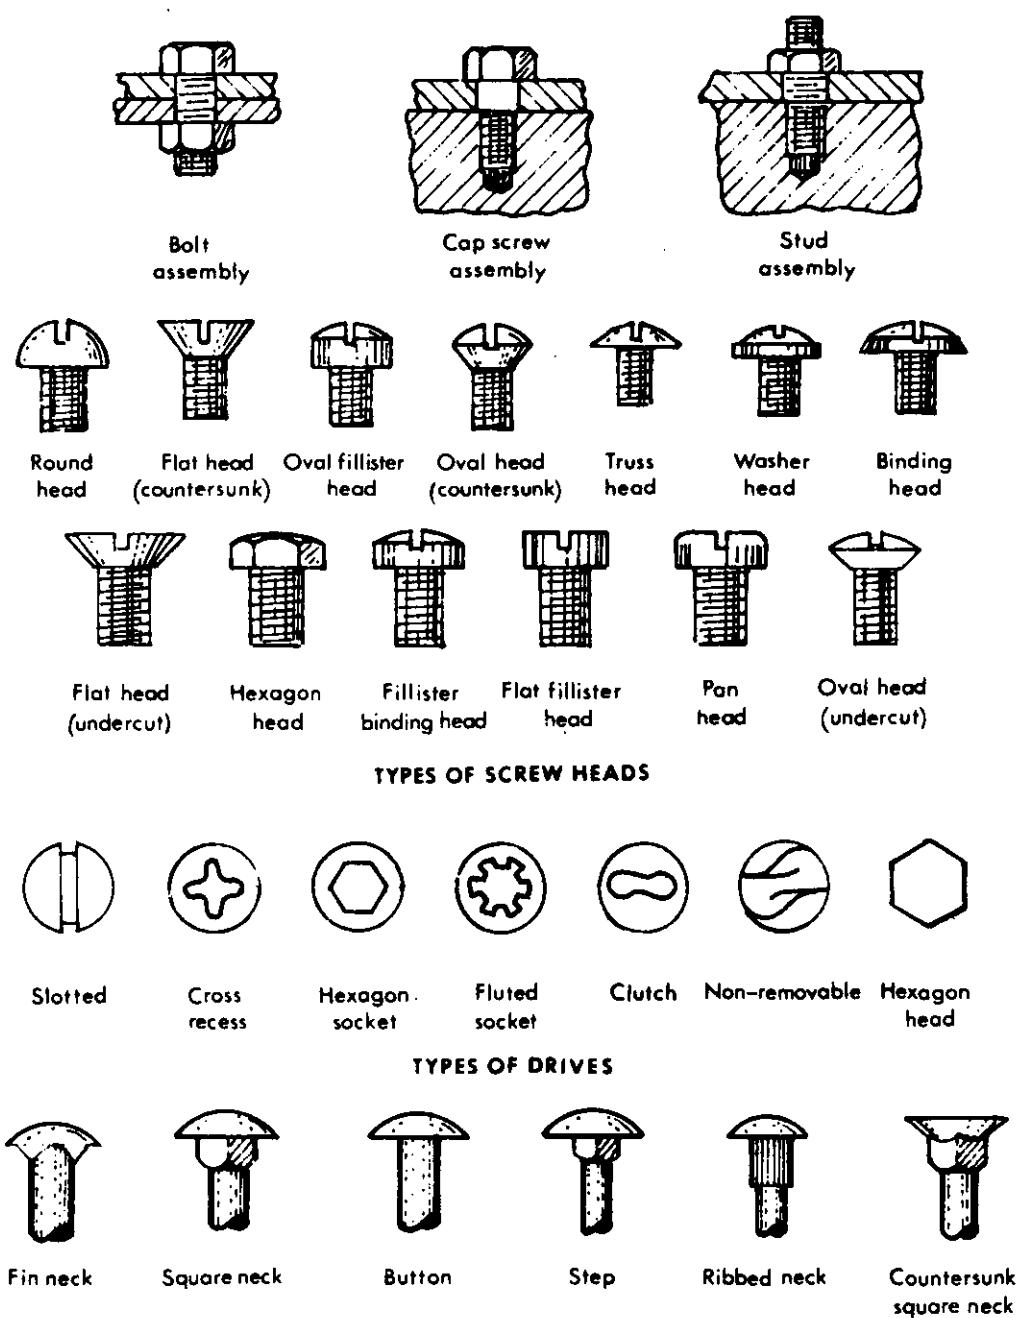 Bolt assembly
Cap screw assembly
Stud assembly
Round head
Flat head (countersunk)
Oval fillister head
Oval head (countersunk)
Truss head
Washer head
Binding head
Flat head (undercut)
Hexagon head
Fillister binding head
Flat fillister head
Pan head
Oval head (undercut)
TYPES OF SCREW HEADS
Slotted
Cross recess
Hexagon socket
Fluted socket
Clutch
Non-removable
Hexagon head
TYPES OF DRIVES
Fin neck
Square neck
Button
Step
Ribbed neck
Countersunk square neck